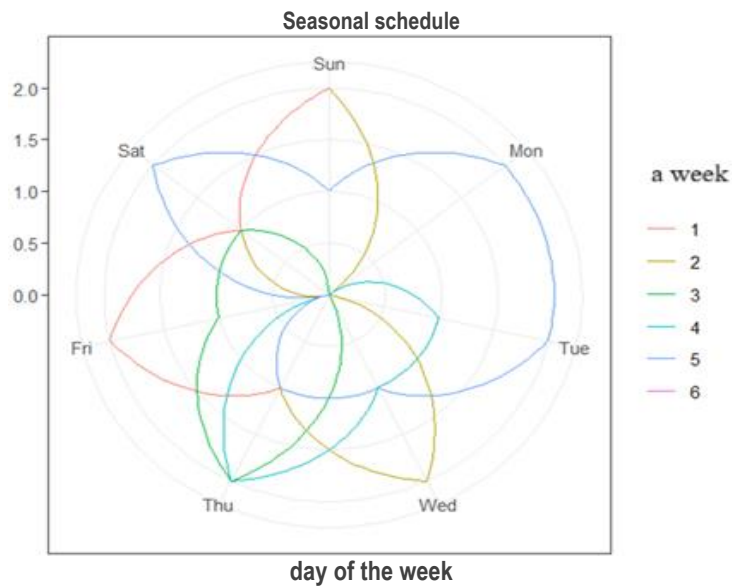 Seasonal schedule
Sun
2.0
1.5
Sat
Mon
a week
1.0
1
0.5
2
0.0
3
4
Fri
Tue
5
6
Thu
Wed
day of the week